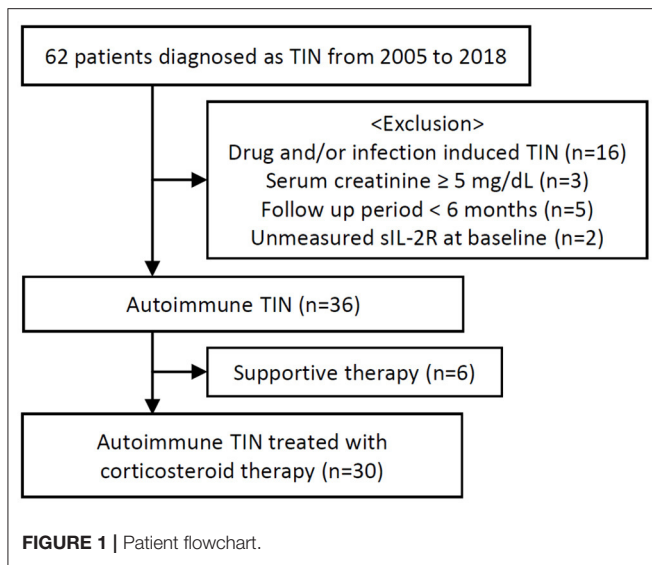 62 patients diagnosed as TIN from 2005 to 2018
<Exclusion>
Drug and/or infection induced TIN (n=16)
Serum creatinine ≥ 5 mg/dL (n=3)
Follow up period < 6 months (n=5)
Unmeasured sIL-2R at baseline (n=2)
Autoimmune TIN (n=36)
Supportive therapy (n=6)
Autoimmune TIN treated with
corticosteroid therapy (n=30)
FIGURE 1 | Patient flowchart.